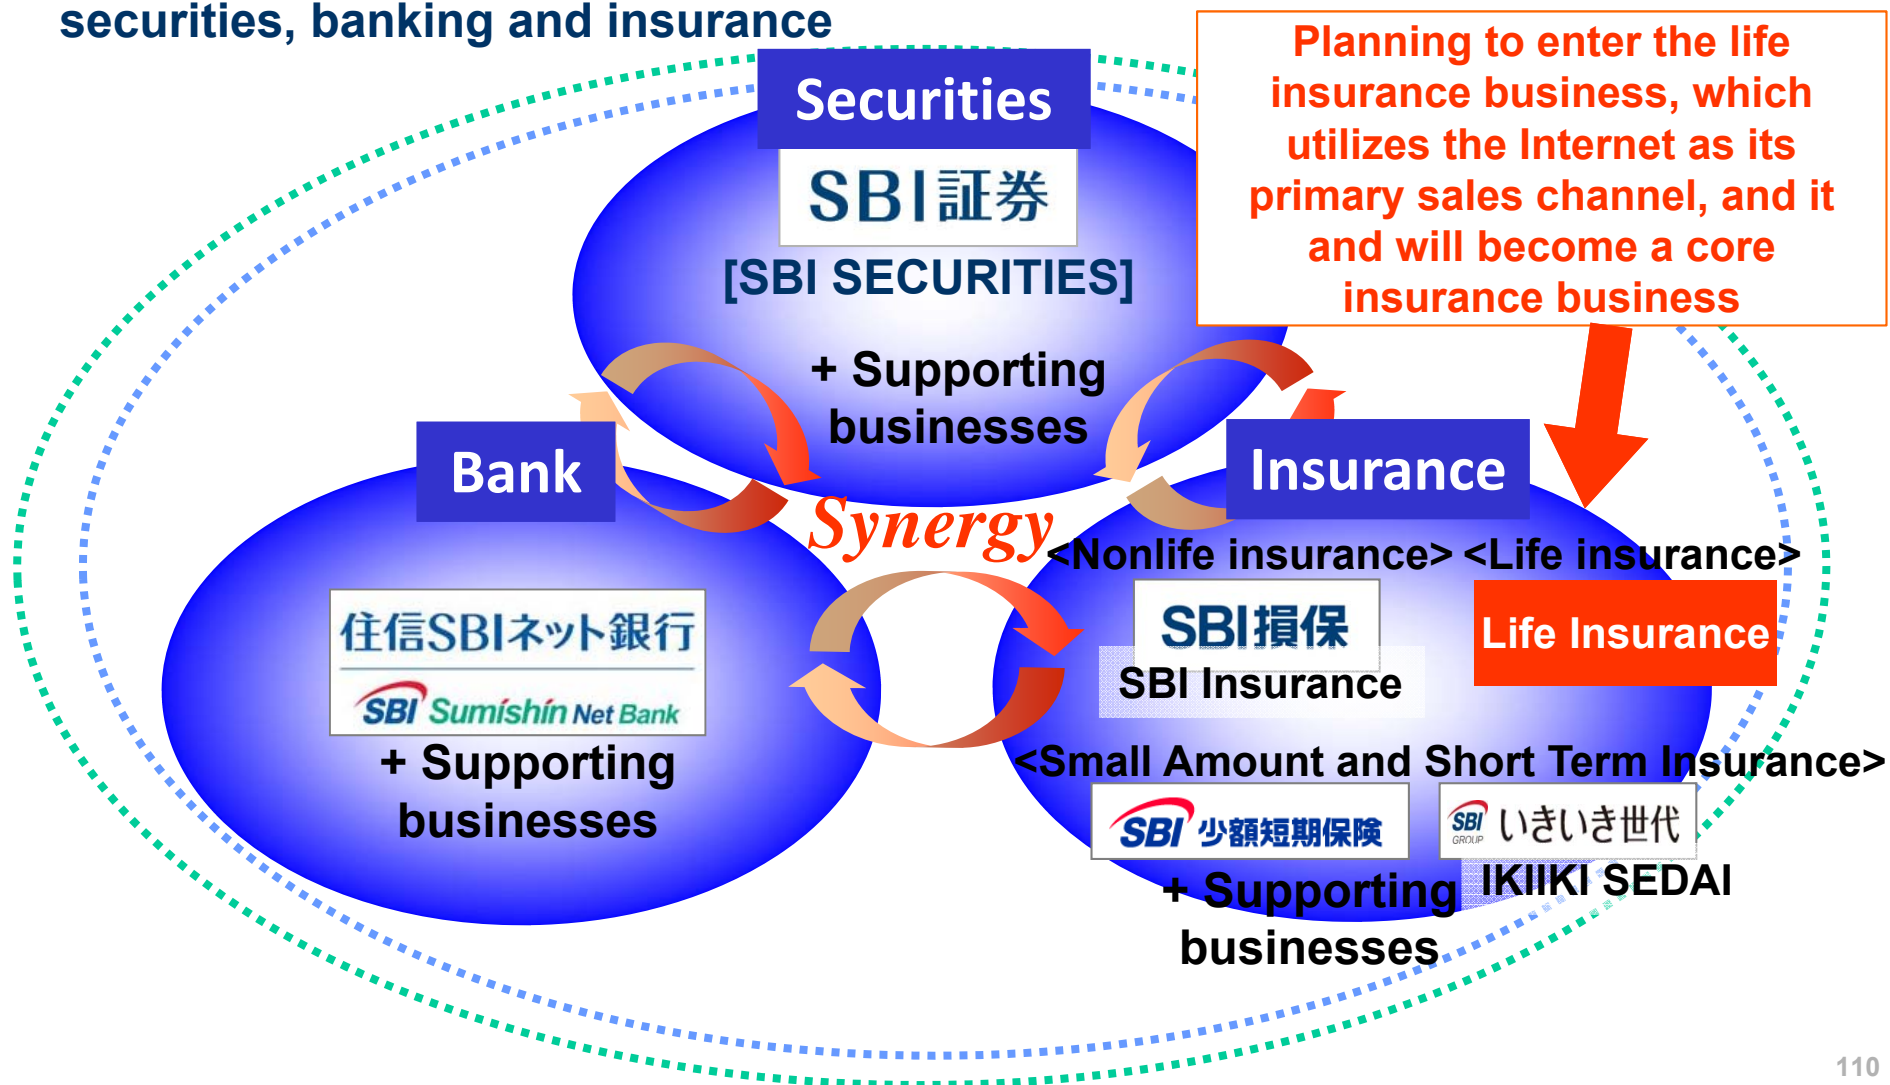 securities, banking and insurance
Planning to enter the life
insurance business, which
utilizes the Internet as its
primary sales channel, and it
and will become a core
insurance business
Securities
SBI証券
[SBI SECURITIES]
+ Supporting
businesses
Bank
住信SBIネット銀行
SBI Sumishin Net Bank
+ Supporting
businesses
Synergy
Insurance
<Nonlife insurance> <Life insurance>
SBI損保
SBI Insurance
Life Insurance
<Small Amount and Short Term Insurance>
SBI 少額短期保険
SBI GROUP いきいき世代
IKIIKI SEDAI
+ Supporting
businesses
110